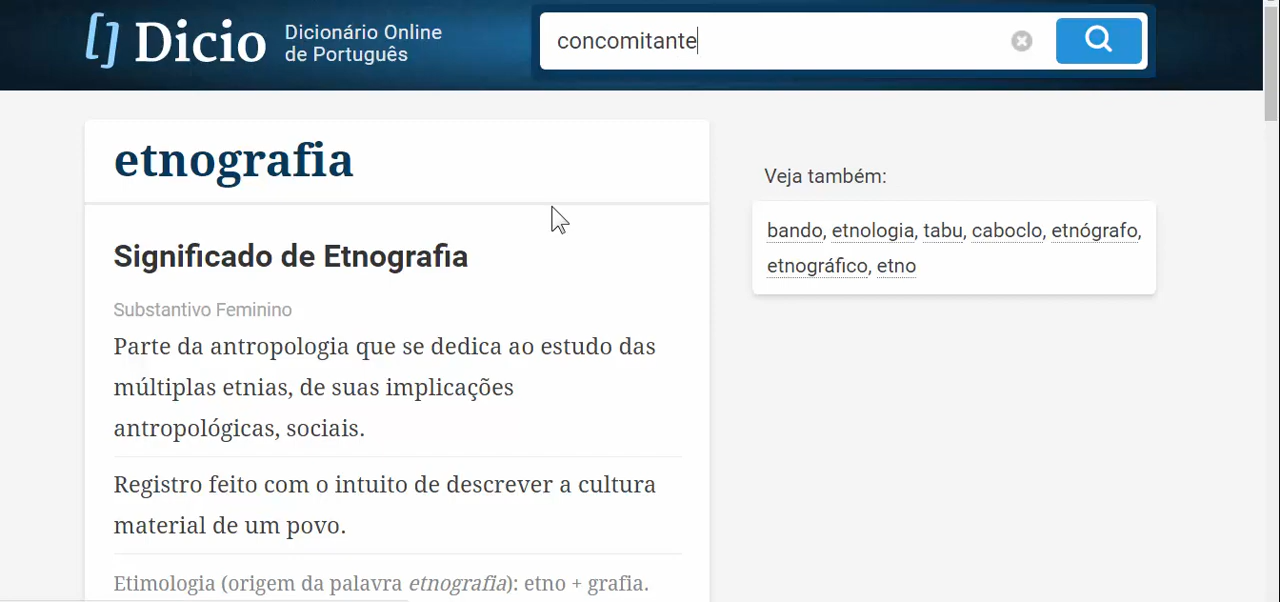 Dicio
Dicionário Online
de Português
concomitante
etnografia
Significado de Etnografia
Substantivo Feminino
Parte da antropologia que se dedica ao estudo das
múltiplas etnias, de suas implicações
antropológicas, sociais.
Registro feito com o intuito de descrever a cultura
material de um povo.
Etimologia (origem da palavra etnografia): etno + grafia.
Veja também:
bando, etnologia, tabu, caboclo, etnógrafo,
etnográfico, etno